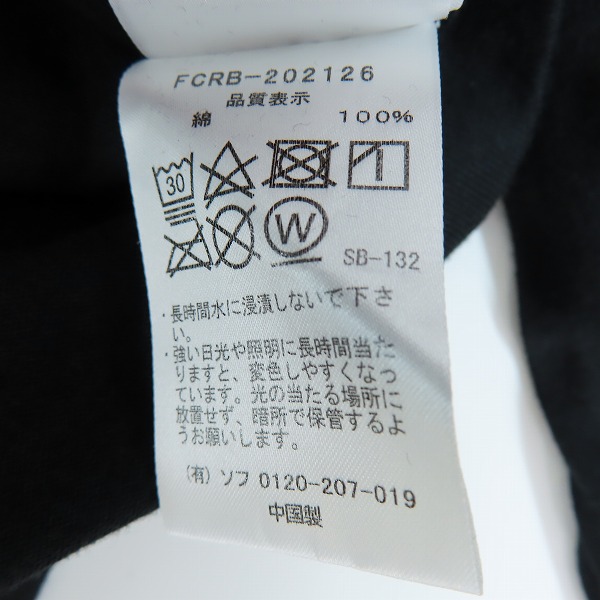 FCRB-202126
品質表示
綿 100%
30
W
SB-132
・長時間水に浸漬しないで下さ
い。
・強い日光や照明に長時間当た
りますと、変色しやすくなっ
ています。光の当たる場所に
放置せず、暗所で保管するよ
うお願いします。
(有) ソフ 0120-207-019
中国製